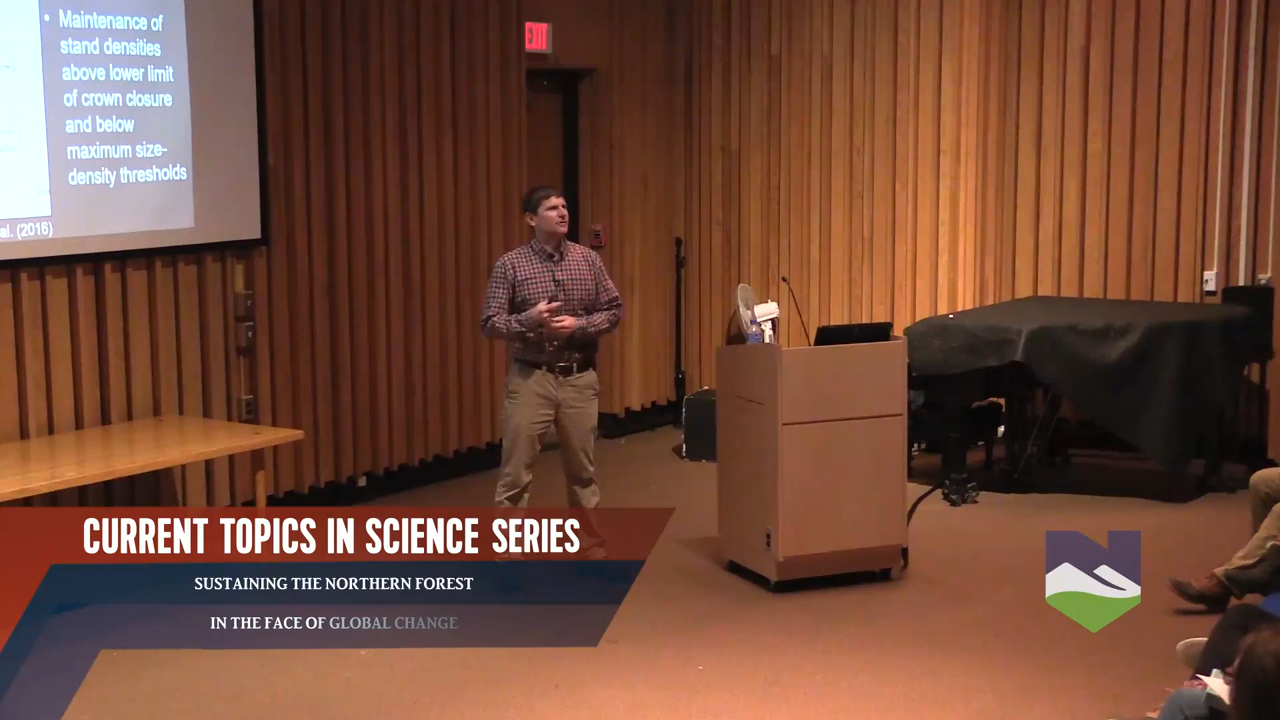 • Maintenance of
stand densities
above lower limit
of crown closure
and below
maximum size-
density thresholds
al. (2016)
EXIT
CURRENT TOPICS IN SCIENCE SERIES
SUSTAINING THE NORTHERN FOREST
IN THE FACE OF GLOBAL CHANGE